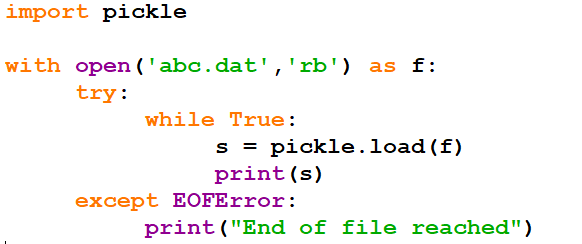 import pickle

with open('abc.dat','rb') as f:
     try:
          while True:
               s = pickle.load(f)
               print(s)
     except EOFError:
          print("End of file reached")